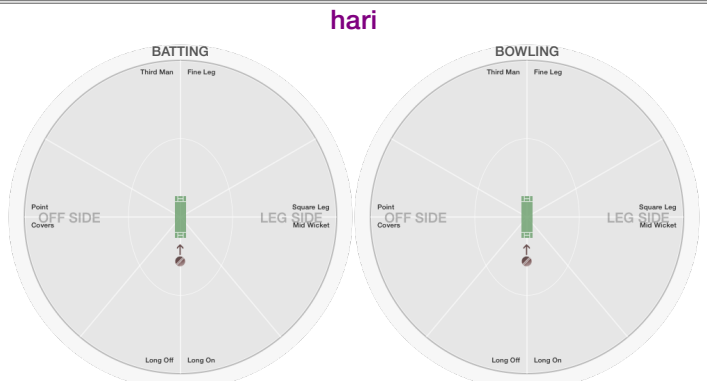 hari
BATTING
Third Man Fine Leg
Point
OFF SIDE
Covers
Square Leg
LEG SIDE
Mid Wicket
Long Off Long On
BOWLING
Third Man Fine Leg
Point
OFF SIDE
Covers
Square Leg
LEG SIDE
Mid Wicket
Long Off Long On